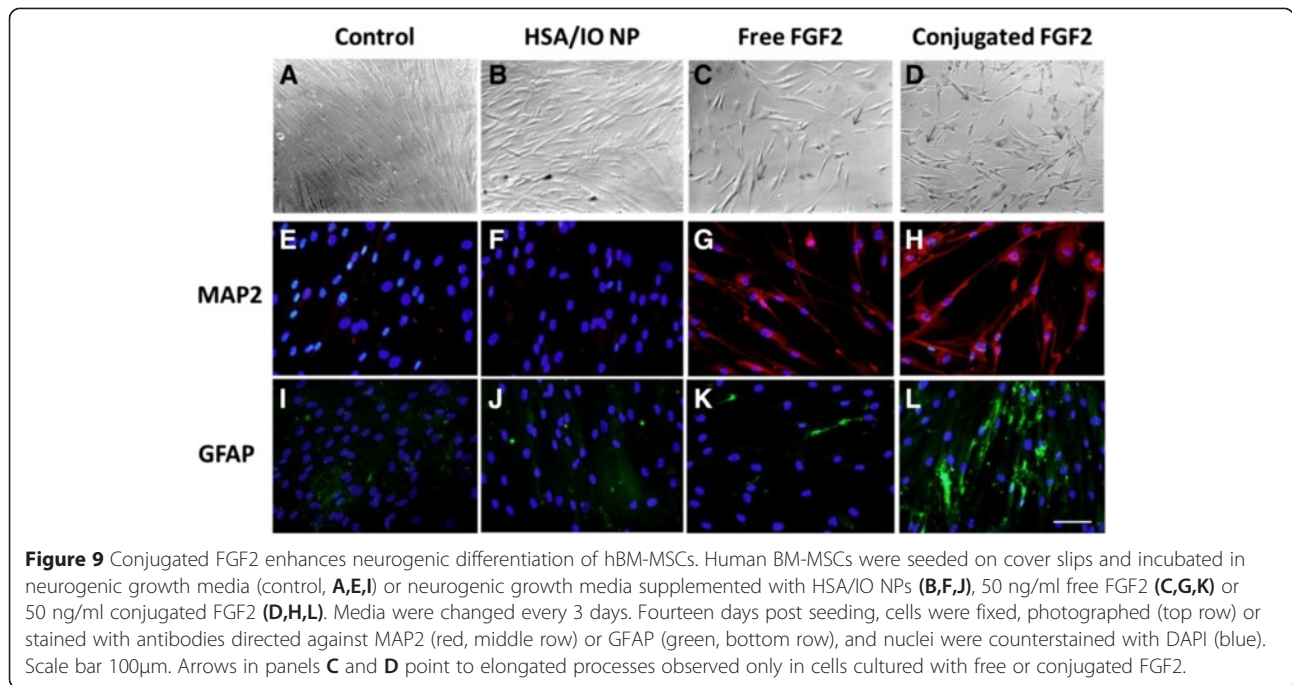 Control HSA/IO NP Free FGF2 Conjugated FGF2
A B C D
E F G H
MAP2
I J K L
GFAP
Figure 9 Conjugated FGF2 enhances neurogenic differentiation of hBM-MSCs. Human BM-MSCs were seeded on cover slips and incubated in
neurogenic growth media (control, A,E,I) or neurogenic growth media supplemented with HSA/IO NPs (B,F,J), 50 ng/ml free FGF2 (C,G,K) or
50 ng/ml conjugated FGF2 (D,H,L). Media were changed every 3 days. Fourteen days post seeding, cells were fixed, photographed (top row) or
stained with antibodies directed against MAP2 (red, middle row) or GFAP (green, bottom row), and nuclei were counterstained with DAPI (blue).
Scale bar 100μm. Arrows in panels C and D point to elongated processes observed only in cells cultured with free or conjugated FGF2.